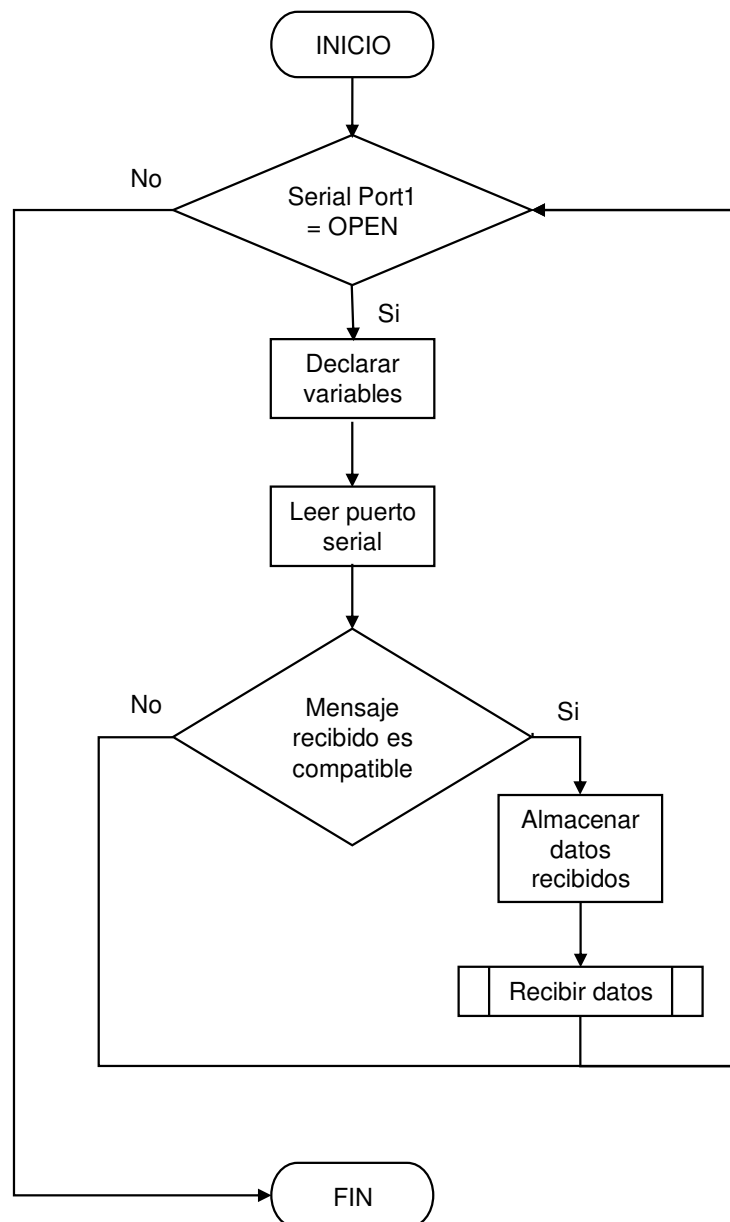 INICIO
No
Serial Port1
= OPEN
Si
Declarar
variables
Leer puerto
serial
No
Mensaje
recibido es
compatible
Si
Almacenar
datos
recibidos
Recibir datos
FIN